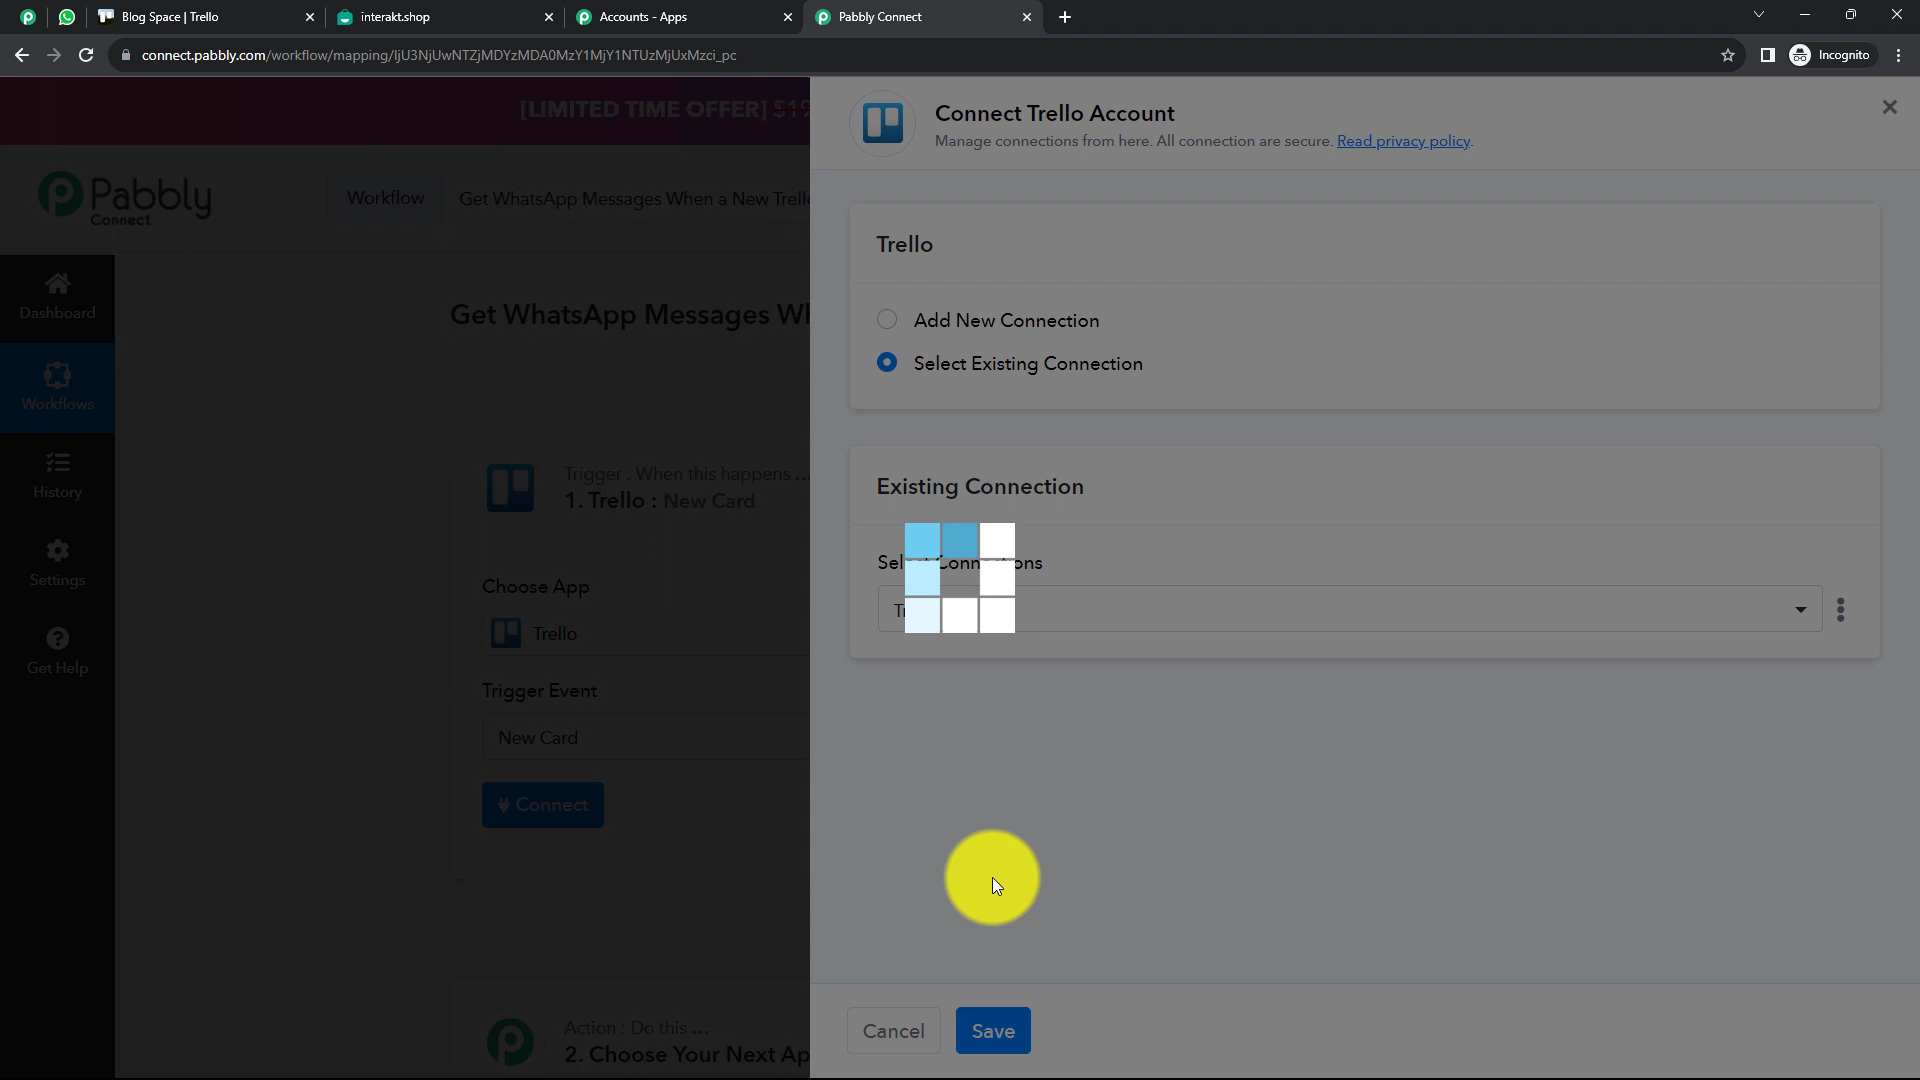 Blog Space | Trello
interakt.shop
Accounts - Apps
Pabbly Connect
connect.pabbly.com/workflow/mapping/IjU3NjUwNTZjMDYzMDA0MzY1MjY1NTUzMjUxMzci_pc
Incognito
[LIMITED TIME OFFER]
Connect Trello Account
Manage connections from here. All connection are secure. Read privacy policy.
Pabbly
Connect
Workflow
Get WhatsApp Messages When a New
Trello
Dashboard
Add New Connection
Get WhatsApp Messages
Select Existing Connection
Workflows
History
Trigger : When this happens ...
1. Trello : New Card
Existing Connection
Settings
Choose App
Trello
Get Help
Trigger Event
New Card
Connect
Action : Do this ...
2. Choose Your Next
Cancel
Save